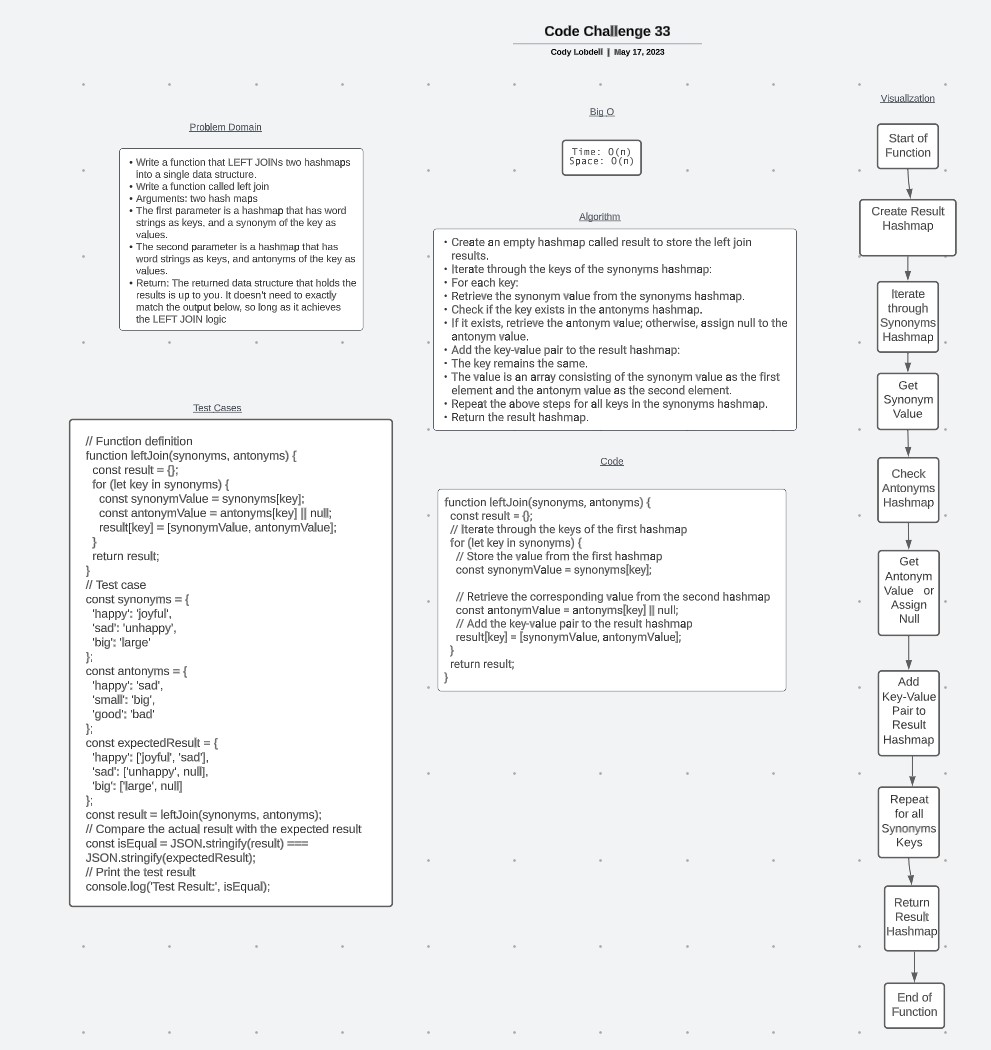 Code Challenge 33
Cody Lobdell | May 17, 2023
Problem Domain
• Write a function that LEFT JOINs two hashmaps
into a single data structure.
• Write a function called left join
• Arguments: two hash maps
• The first parameter is a hashmap that has word
strings as keys, and a synonym of the key as
values.
• The second parameter is a hashmap that has
word strings as keys, and antonyms of the key as
values.
• Return: The returned data structure that holds the
results is up to you. It doesn't need to exactly
match the output below, so long as it achieves
the LEFT JOIN logic
Test Cases
// Function definition
function leftJoin(synonyms, antonyms) {
const result = {};
for (let key in synonyms) {
const synonymValue = synonyms[key];
const antonymValue = antonyms[key] || null;
result[key] = [synonymValue, antonymValue];
}
return result;
}
// Test case
const synonyms = {
'happy': 'joyful',
'sad': 'unhappy',
'big': 'large'
};
const antonyms = {
'happy': 'sad',
'small': 'big',
'good': 'bad'
};
const expectedResult = {
'happy': ['joyful', 'sad'],
'sad': ['unhappy', null],
'big': ['large', null]
};
const result = leftJoin(synonyms, antonyms);
// Compare the actual result with the expected result
const isEqual = JSON.stringify(result) ===
JSON.stringify(expectedResult);
// Print the test result
console.log('Test Result:', isEqual);
Big O
Time: O(n)
Space: O(n)
Algorithm
• Create an empty hashmap called result to store the left join
results.
• Iterate through the keys of the synonyms hashmap:
• For each key:
• Retrieve the synonym value from the synonyms hashmap.
• Check if the key exists in the antonyms hashmap.
• If it exists, retrieve the antonym value; otherwise, assign null to the
antonym value.
• Add the key-value pair to the result hashmap:
• The key remains the same.
• The value is an array consisting of the synonym value as the first
element and the antonym value as the second element.
• Repeat the above steps for all keys in the synonyms hashmap.
• Return the result hashmap.
Code
function leftJoin(synonyms, antonyms) {
const result = {};
// Iterate through the keys of the first hashmap
for (let key in synonyms) {
// Store the value from the first hashmap
const synonymValue = synonyms[key];
// Retrieve the corresponding value from the second hashmap
const antonymValue = antonyms[key] || null;
// Add the key-value pair to the result hashmap
result[key] = [synonymValue, antonymValue];
}
return result;
}
Visualization
Start of
Function
Create Result
Hashmap
Iterate
through
Synonyms
Hashmap
Get
Synonym
Value
Check
Antonyms
Hashmap
Get
Antonym
Value or
Assign
Null
Add
Key-Value
Pair to
Result
Hashmap
Repeat
for all
Synonyms
Keys
Return
Result
Hashmap
End of
Function